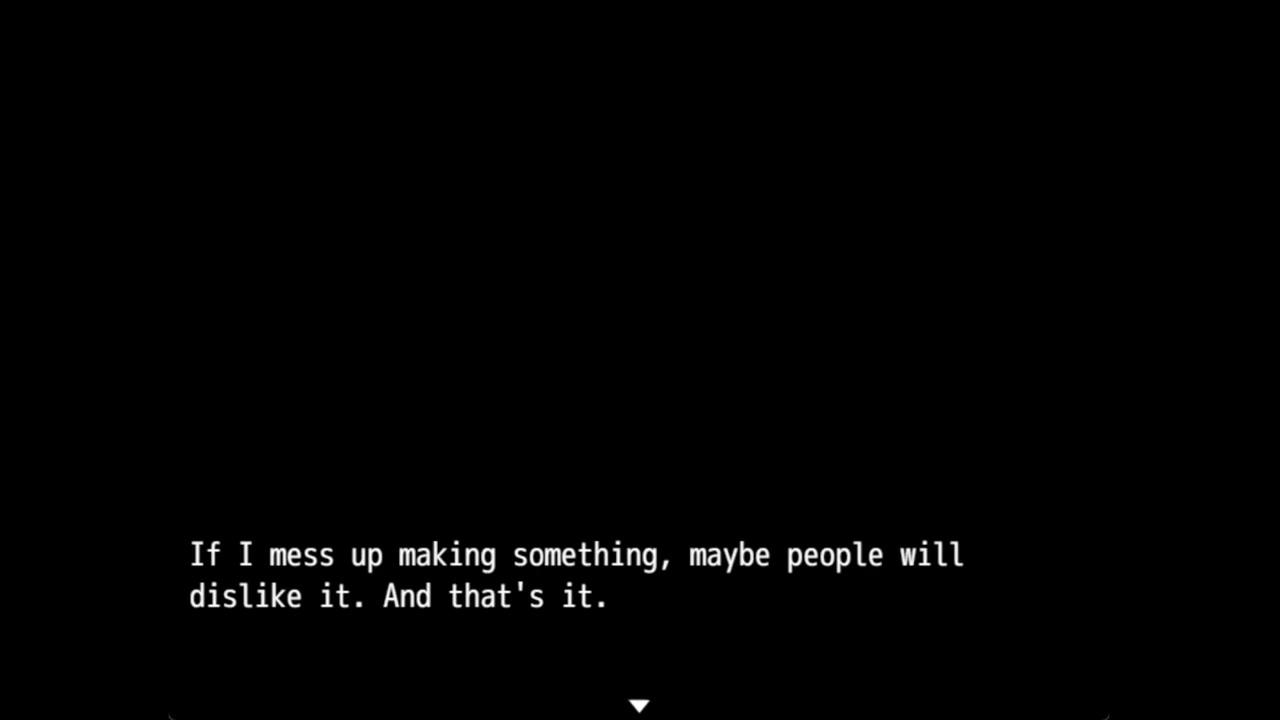 If I mess up making something, maybe people will
dislike it. And that's it.